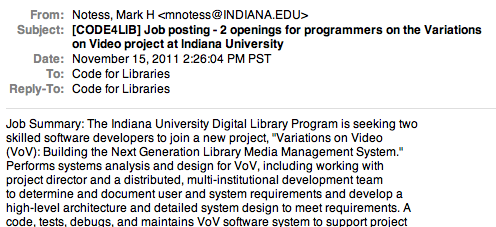 From: Notess, Mark H <mnotess@INDIANA.EDU>
Subject: [CODE4LIB] Job posting - 2 openings for programmers on the Variations
on Video project at Indiana University
Date: November 15, 2011 2:26:04 PM PST
To: Code for Libraries
Reply-To: Code for Libraries
Job Summary: The Indiana University Digital Library Program is seeking two
skilled software developers to join a new project, "Variations on Video
(VoV): Building the Next Generation Library Media Management System."
Performs systems analysis and design for VoV, including working with
project director and a distributed, multi-institutional development team
to determine and document user and system requirements and develop a
high-level architecture and detailed system design to meet requirements. A
code, tests, debugs, and maintains VoV software system to support project